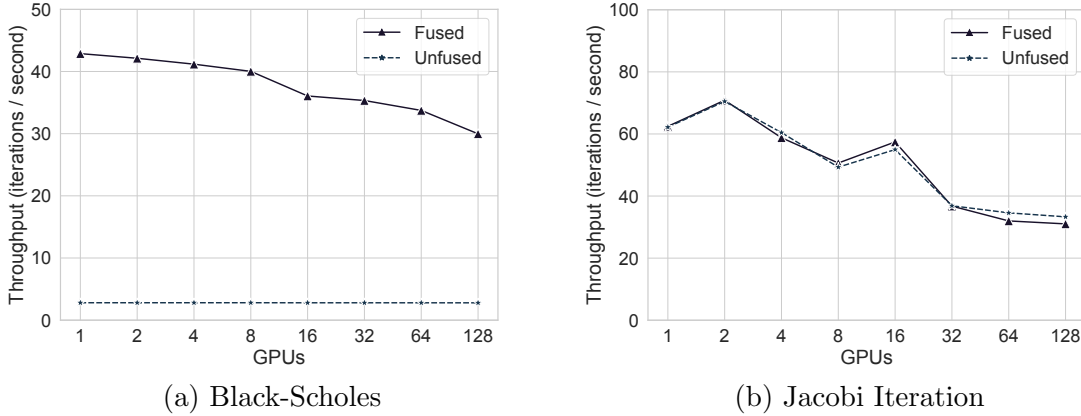 50
40
30
20
10
0
Throughput (iterations / second)
Fused
Unfused
1 2 4 8 16 32 64 128
GPUs
(a) Black-Scholes
100
80
60
40
20
0
Throughput (iterations / second)
Fused
Unfused
1 2 4 8 16 32 64 128
GPUs
(b) Jacobi Iteration